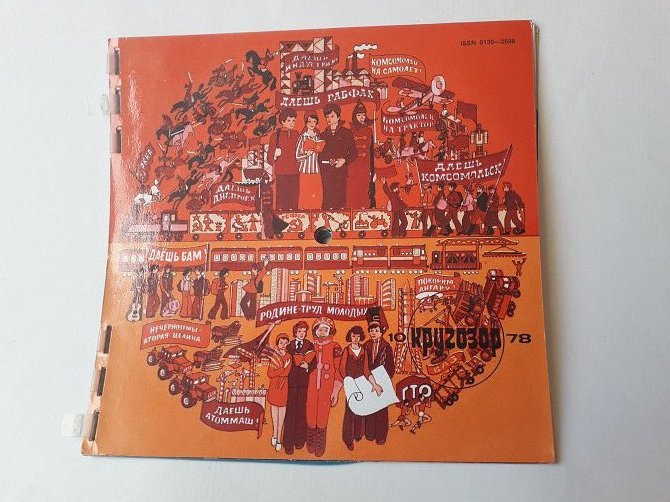 ISSN 0130—2698
ДАЕШЬ
ИНДУСТРИЮ
КОМСОМОЛЕЦ
НА САМОЛЕТ!
ДАЕШЬ РАБФАК
КОМСОМОЛЕЦ
НА ТРАКТОР
ДАЕШЬ
КОМСОМОЛЬСК
ДАЕШЬ
ДНЕПРОГЭС
ДАЕШЬ БАМ
ПОКОРИМ
АНГАРУ!
РОДИНЕ-ТРУД МОЛОДЫХ
НЕЧЕРНОЗЕМЬЕ-
ВТОРАЯ ЦЕЛИНА
10 кругозор 78
ГТО
ДАЕШЬ
АТОММАШ!